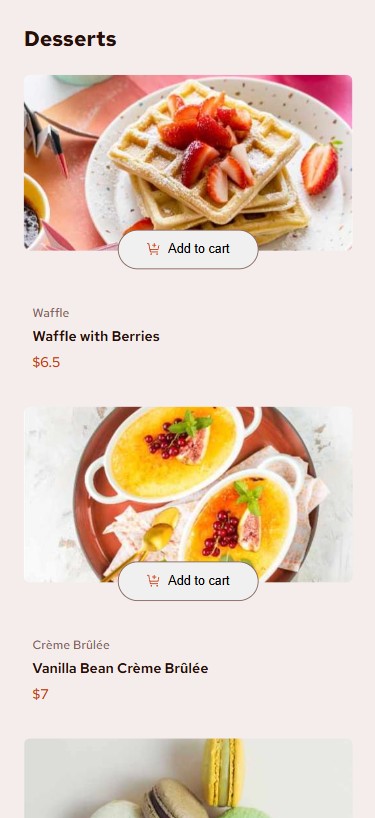 Desserts
Add to cart
Waffle
Waffle with Berries
$6.5
Add to cart
Crème Brûlée
Vanilla Bean Crème Brûlée
$7